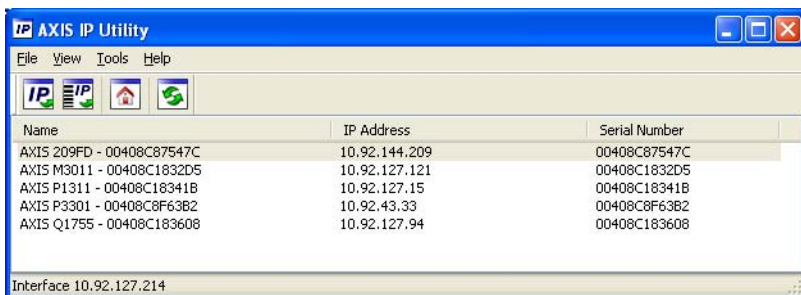 IP AXIS IP Utility
File View Tools Help
IP IP
Name IP Address Serial Number
AXIS 209FD - 00408C87547C 10.92.144.209 00408C87547C
AXIS M3011 - 00408C1832D5 10.92.127.121 00408C1832D5
AXIS P1311 - 00408C18341B 10.92.127.15 00408C18341B
AXIS P3301 - 00408C8F63B2 10.92.43.33 00408C8F63B2
AXIS Q1755 - 00408C183608 10.92.127.94 00408C183608
Interface 10.92.127.214